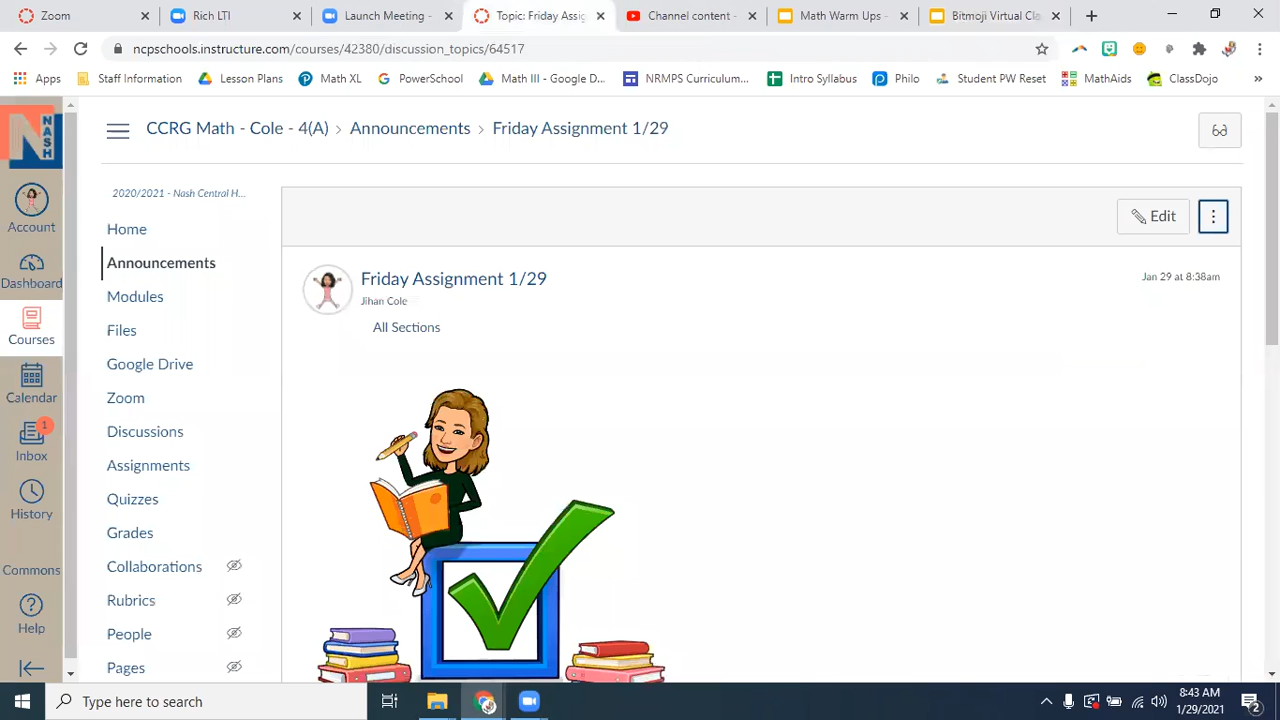 Zoom
Rich LTI
Launch Meeting -
Topic: Friday Assig
Channel content -
Math Warm Ups -
Bitmoji Virtual Cl
ncpschools.instructure.com/courses/42380/discussion_topics/64517
Apps
Staff Information
Lesson Plans
Math XL
PowerSchool
Math III - Google D...
NRMPS Curriculum...
Intro Syllabus
Philo
Student PW Reset
MathAids
ClassDojo
»
NASH
CCRG Math - Cole - 4(A) > Announcements > Friday Assignment 1/29
Account
Dashboard
Courses
Calendar
1
Inbox
History
Commons
Help
2020/2021 - Nash Central H...
Home
Announcements
Modules
Files
Google Drive
Zoom
Discussions
Assignments
Quizzes
Grades
Collaborations
Rubrics
People
Pages
Edit
Friday Assignment 1/29
Jan 29 at 8:38am
Jihan Cole
All Sections
Type here to search
8:43 AM
1/29/2021
2